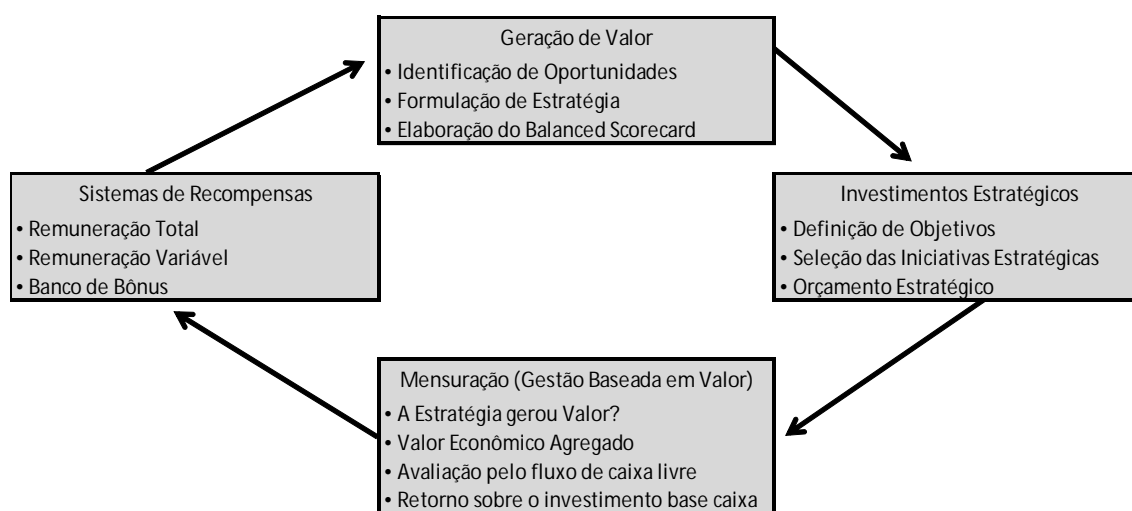 Geração de Valor
• Identificação de Oportunidades
• Formulação de Estratégia
• Elaboração do Balanced Scorecard
Sistemas de Recompensas
• Remuneração Total
• Remuneração Variável
• Banco de Bônus
Investimentos Estratégicos
• Definição de Objetivos
• Seleção das Iniciativas Estratégicas
• Orçamento Estratégico
Mensuração (Gestão Baseada em Valor)
• A Estratégia gerou Valor?
• Valor Econômico Agregado
• Avaliação pelo fluxo de caixa livre
• Retorno sobre o investimento base caixa